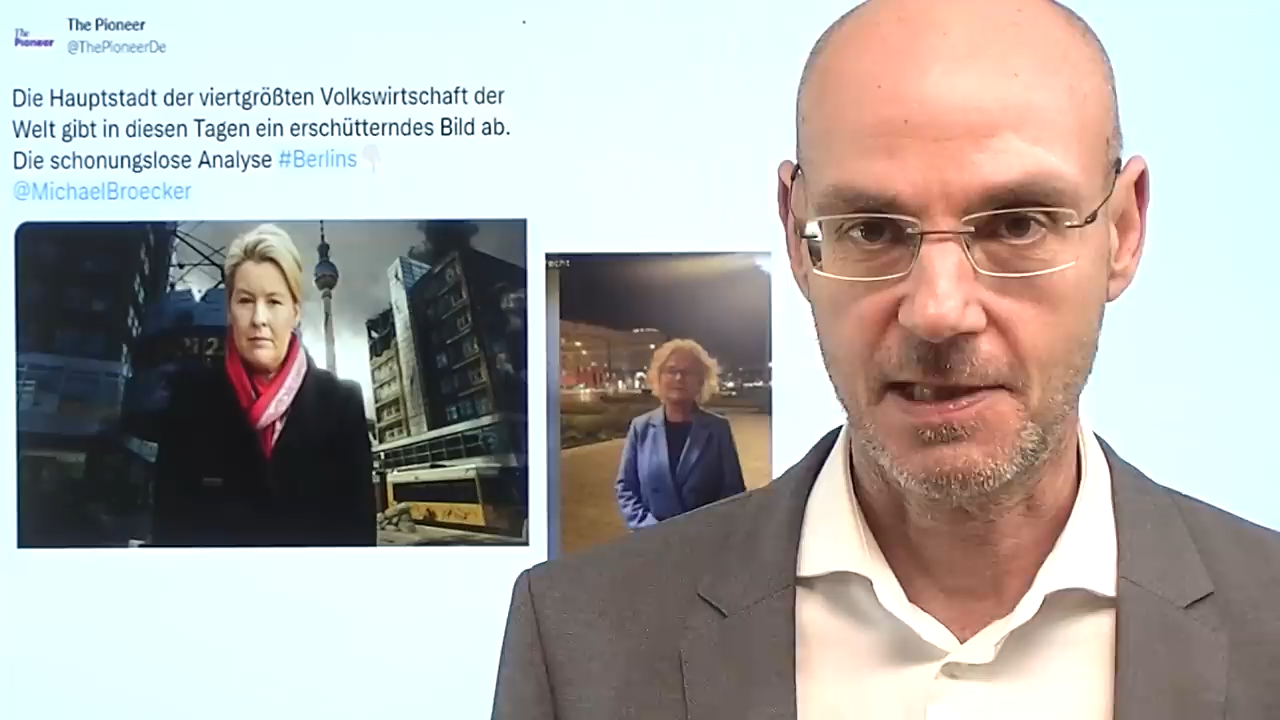 The Pioneer
The
Pioneer
@ThePioneerDe
Die Hauptstadt der viertgrößten Volkswirtschaft der
Welt gibt in diesen Tagen ein erschütterndes Bild ab.
Die schonungslose Analyse #Berlins
@MichaelBroecker